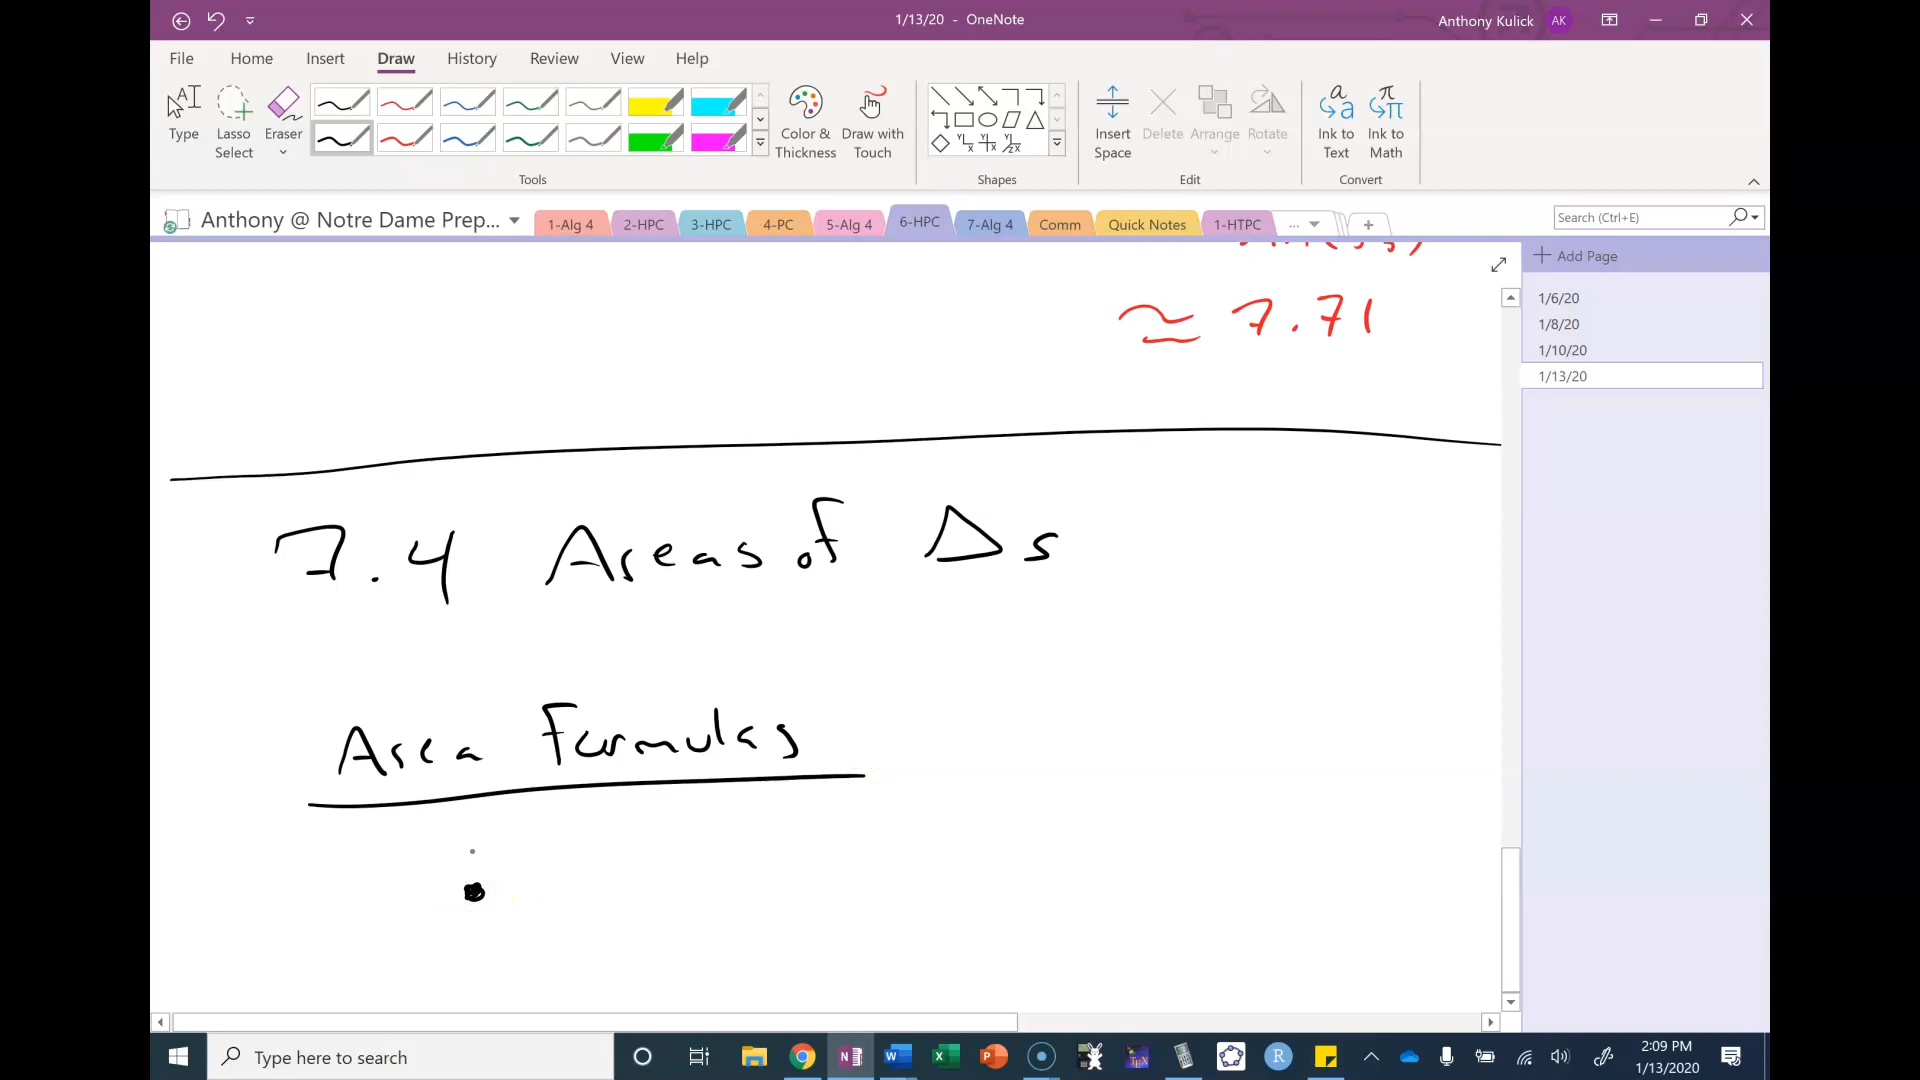 1/13/20 - OneNote
Anthony Kulick AK
File Home Insert Draw History Review View Help
Type
Lasso Select
Eraser
Color & Thickness
Draw with Touch
Insert Space
Delete
Arrange
Rotate
Ink to Text
Ink to Math
Tools Shapes Edit Convert
Anthony @ Notre Dame Prep...
1-Alg 4 2-HPC 3-HPC 4-PC 5-Alg 4 6-HPC 7-Alg 4 Comm Quick Notes 1-HTPC ...
Search (Ctrl+E)
Add Page
1/6/20
1/8/20
1/10/20
1/13/20
≅ 7.71
7.4 Areas of Δs
Area Formulas
Type here to search
2:09 PM
1/13/2020